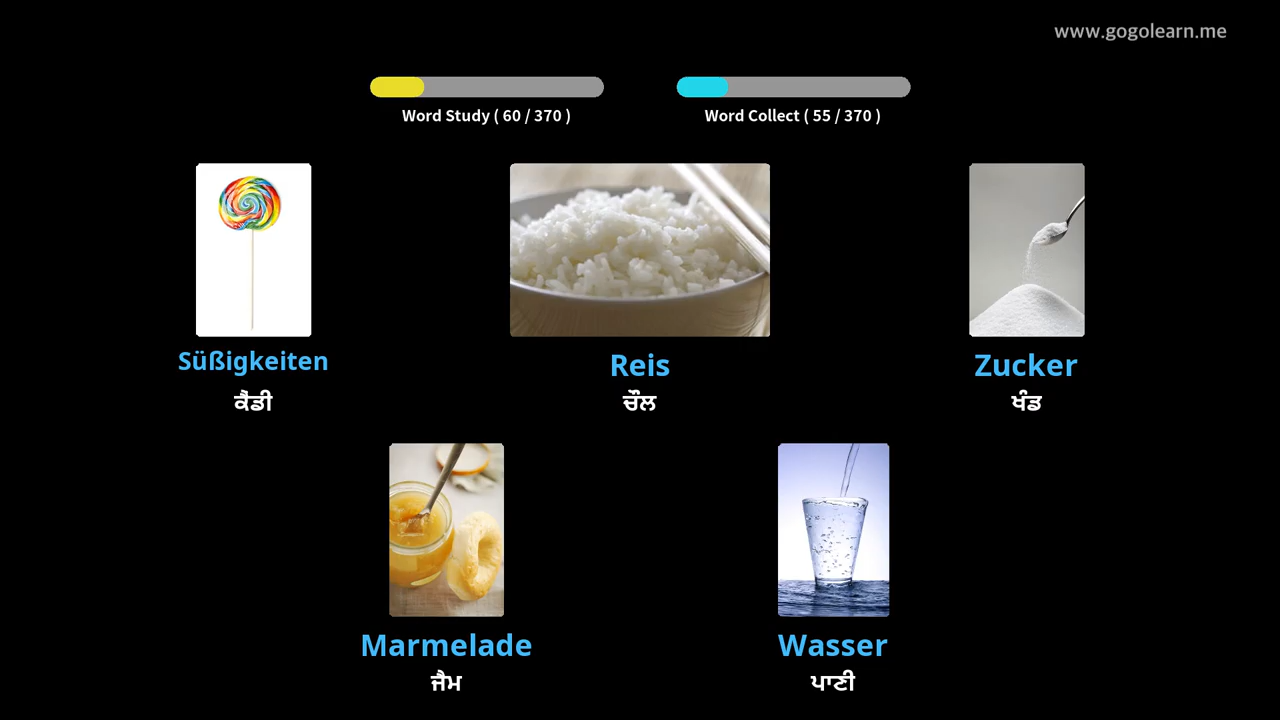 www.gogolearn.me
Word Study ( 60 / 370 )
Word Collect ( 55 / 370 )
Süßigkeiten
ਕੈਂਡੀ
Reis
ਚੌਲ
Zucker
ਖੰਡ
Marmelade
ਜੈਮ
Wasser
ਪਾਣੀ